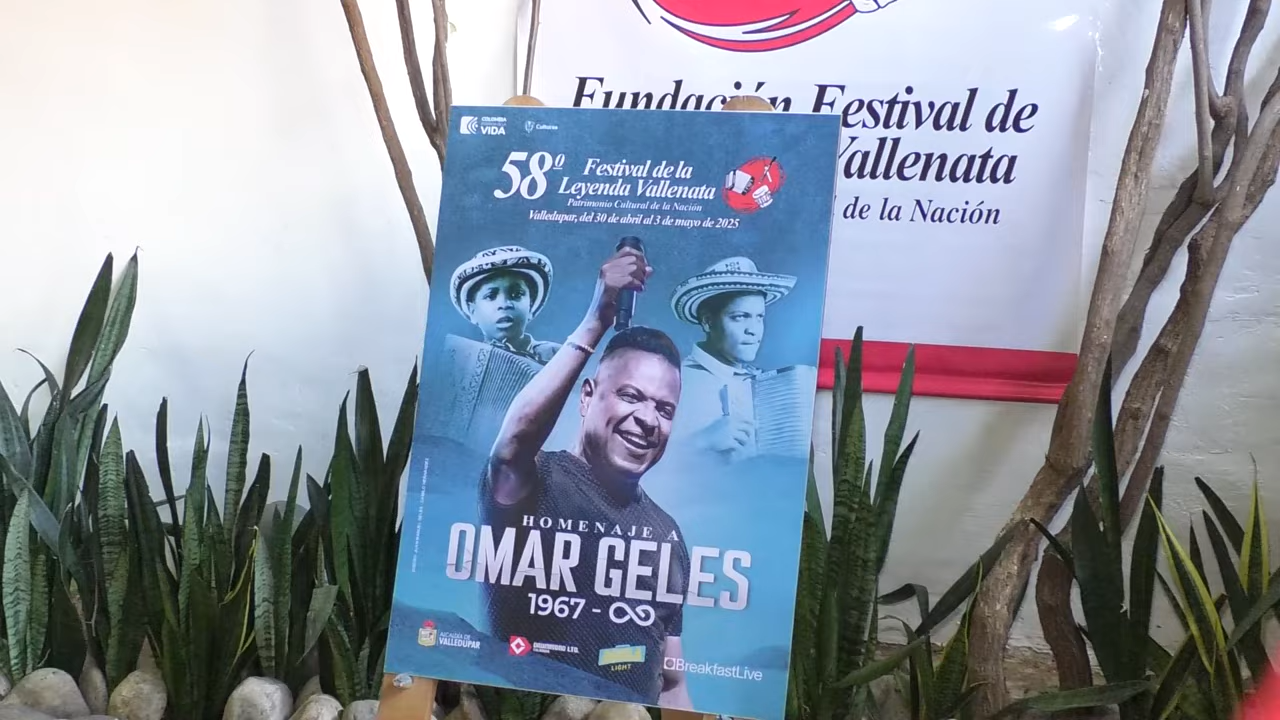 Fundación Festival de
Vallenata
de la Nación
COLOMBIA
VIDA
Culturas
58º
Festival de la
Leyenda Vallenata
Patrimonio Cultural de la Nación
Valledupar, del 30 de abril al 3 de mayo de 2025
HOMENAJE A
OMAR GELES
1967 - ∞
ALCALDÍA DE
VALLEDUPAR
LIGHT
BreakfastLive